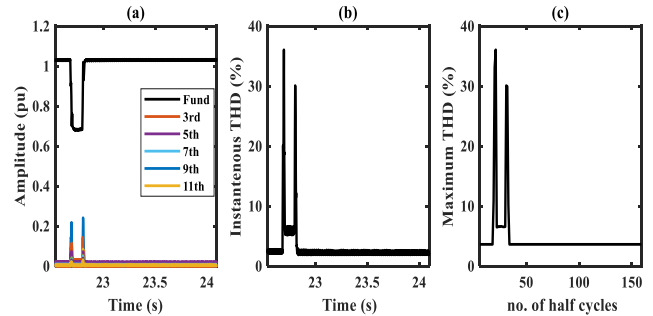 (a)
Amplitude (pu)
1.2
1
0.8
0.6
0.4
0.2
0
Fund
3rd
5th
7th
9th
11th
23
23.5
24
Time (s)
(b)
Instantenous THD (%)
40
30
20
10
0
23
23.5
24
Time (s)
(c)
Maximum THD (%)
40
30
20
10
0
50
100
150
no. of half cycles